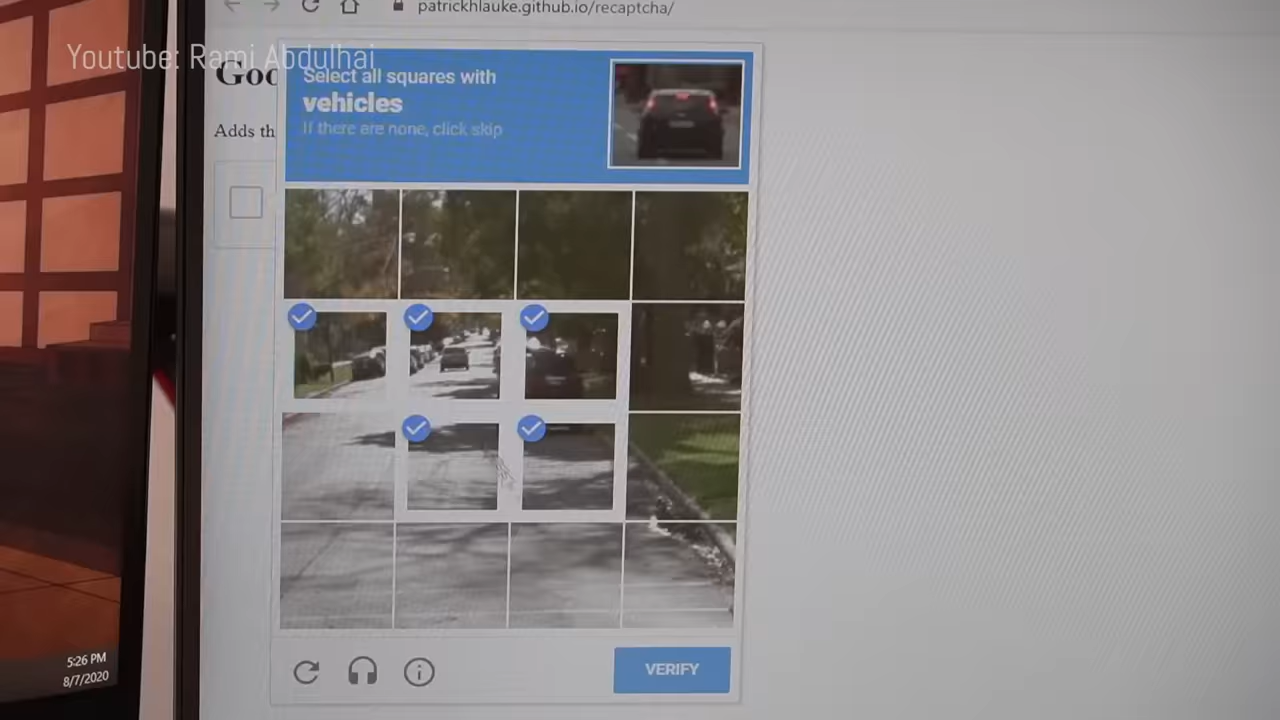 patrickhlauke.github.io/recaptcha/
Youtube: Rami Abdulhai
Goo
Select all squares with
vehicles
If there are none, click skip
Adds th
5:26 PM
8/7/2020
VERIFY